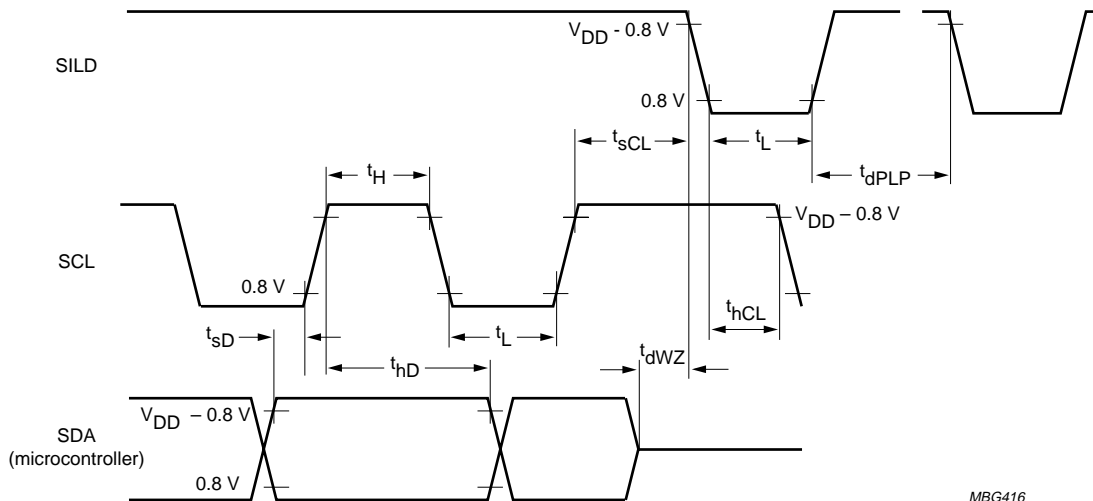 V_DD - 0.8 V
SILD
0.8 V
t_sCL
t_L
t_H
t_dPLP
V_DD – 0.8 V
SCL
0.8 V
t_hCL
t_sD
t_L
t_hD
t_dWZ
V_DD – 0.8 V
SDA
(microcontroller)
0.8 V
MBG416